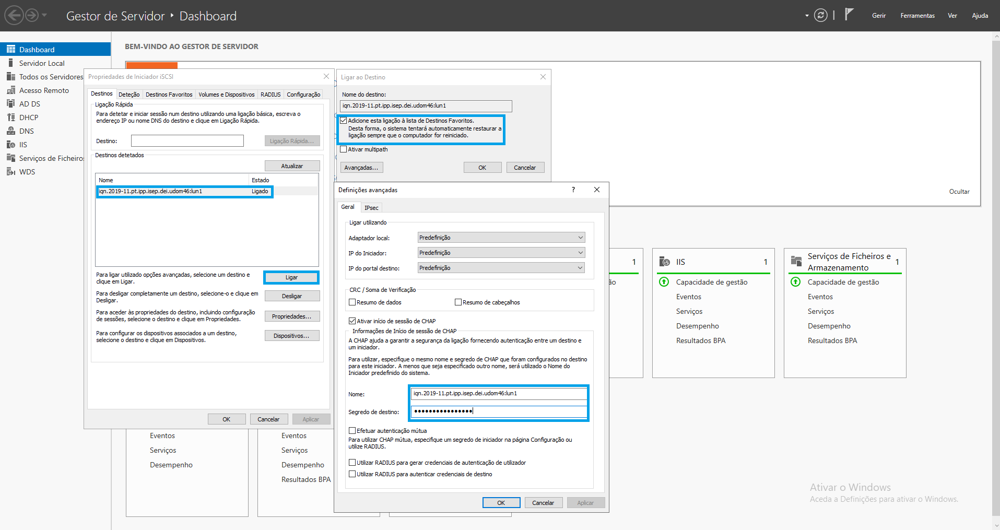 Gestor de Servidor ‣ Dashboard
Gerir
Ferramentas
Ver
Ajuda
Dashboard
Servidor Local
Todos os Servidores
Acesso Remoto
AD DS
DHCP
DNS
IIS
Serviços de Ficheiros
WDS
BEM-VINDO AO GESTOR DE SERVIDOR
Propriedades de Iniciador iSCSI
Destinos
Deteção
Destinos Favoritos
Volumes e Dispositivos
RADIUS
Configuração
Ligação Rápida
Para detetar e iniciar sessão num destino utilizando uma ligação básica, escreva o
endereço IP ou nome DNS do destino e clique em Ligação Rápida.
Destino:
Ligação Rápida...
Destinos detetados
Atualizar
Nome
Estado
iqn.2019-11.pt.ipp.isep.dei.udom46:lun1
Ligado
Para ligar utilizado opções avançadas, selecione um destino e
clique em Ligar.
Ligar
Para desligar completamente um destino, selecione-o e clique em
Desligar.
Desligar
Para aceder às propriedades do destino, incluindo configuração
de sessões, selecione o destino e clique em Propriedades.
Propriedades...
Para configurar os dispositivos associados a um destino,
selecione o destino e clique em Dispositivos.
Dispositivos...
OK
Cancelar
Aplicar
Ligar ao Destino
Nome do destino:
iqn.2019-11.pt.ipp.isep.dei.udom46:lun1
Adicione esta ligação à lista de Destinos Favoritos.
Desta forma, o sistema tentará automaticamente restaurar a
ligação sempre que o computador for reiniciado.
Ativar multipath
Avançadas...
OK
Cancelar
Definições avançadas
?
Geral
IPsec
Ligar utilizando
Adaptador local:
Predefinição
IP do Iniciador:
Predefinição
IP do portal destino:
Predefinição
CRC / Soma de Verificação
Resumo de dados
Resumo de cabeçalhos
Ativar início de sessão de CHAP
Informações de Início de sessão de CHAP
A CHAP ajuda a garantir a segurança da ligação fornecendo autenticação entre um destino e
um iniciador.
Para utilizar, especifique o mesmo nome e segredo de CHAP que foram configurados no destino
para este iniciador. A menos que seja especificado outro nome, será utilizado o Nome do
Iniciador predefinido do sistema.
Nome:
iqn.2019-11.pt.ipp.isep.dei.udom46:lun1
Segredo de destino:
••••••••••••••••
Efetuar autenticação mútua
Para utilizar CHAP mútua, especifique um segredo de iniciador na página Configuração ou
utilize RADIUS.
Utilizar RADIUS para gerar credenciais de autenticação de utilizador
Utilizar RADIUS para autenticar credenciais de destino
OK
Cancelar
Aplicar
Ocultar
1
ão
IIS
1
Capacidade de gestão
Eventos
Serviços
Desempenho
Resultados BPA
Serviços de Ficheiros e
Armazenamento
1
Capacidade de gestão
Eventos
Serviços
Desempenho
Resultados BPA
Eventos
Serviços
Desempenho
Eventos
Serviços
Desempenho
Resultados BPA
Ativar o Windows
Aceda a Definições para ativar o Windows.